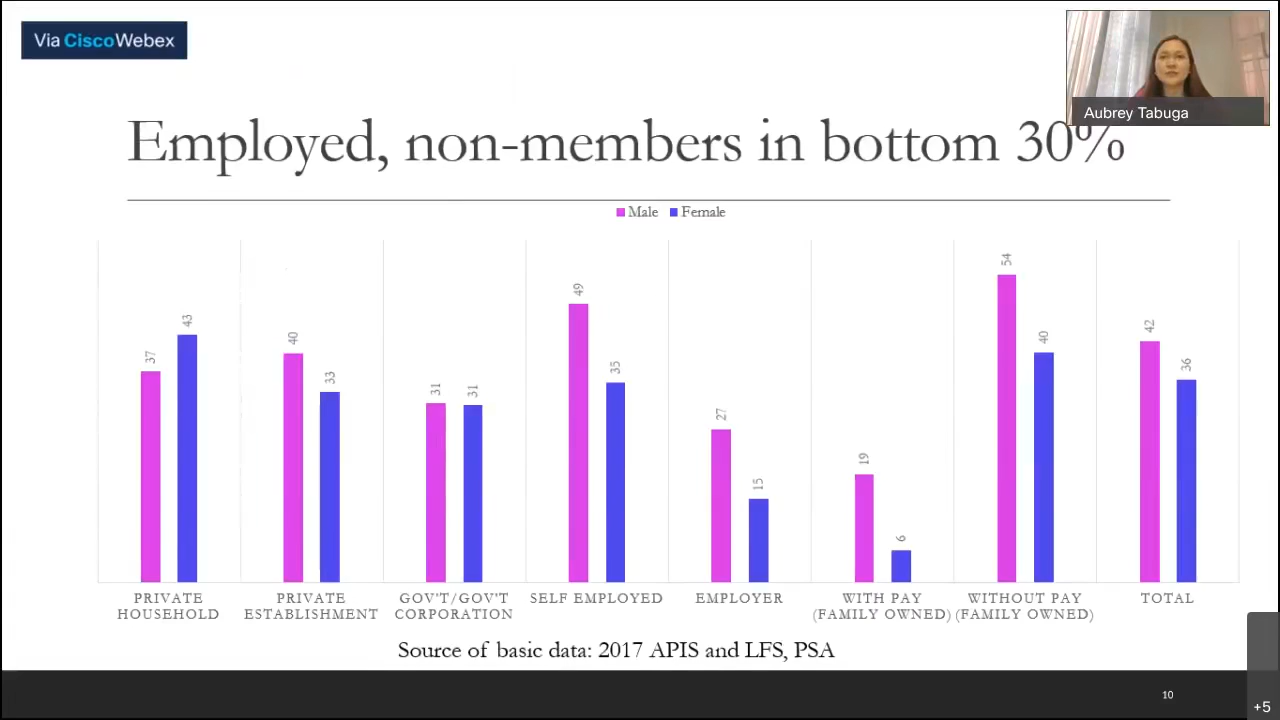 Via CiscoWebex
Aubrey Tabuga
Employed, non-members in bottom 30%
Male Female
37 43 40 33 31 31 49 35 27 15 19 6 54 40 42 36
PRIVATE HOUSEHOLD
PRIVATE ESTABLISHMENT
GOV'T/GOV'T CORPORATION
SELF EMPLOYED
EMPLOYER
WITH PAY (FAMILY OWNED)
WITHOUT PAY (FAMILY OWNED)
TOTAL
Source of basic data: 2017 APIS and LFS, PSA
10
+5